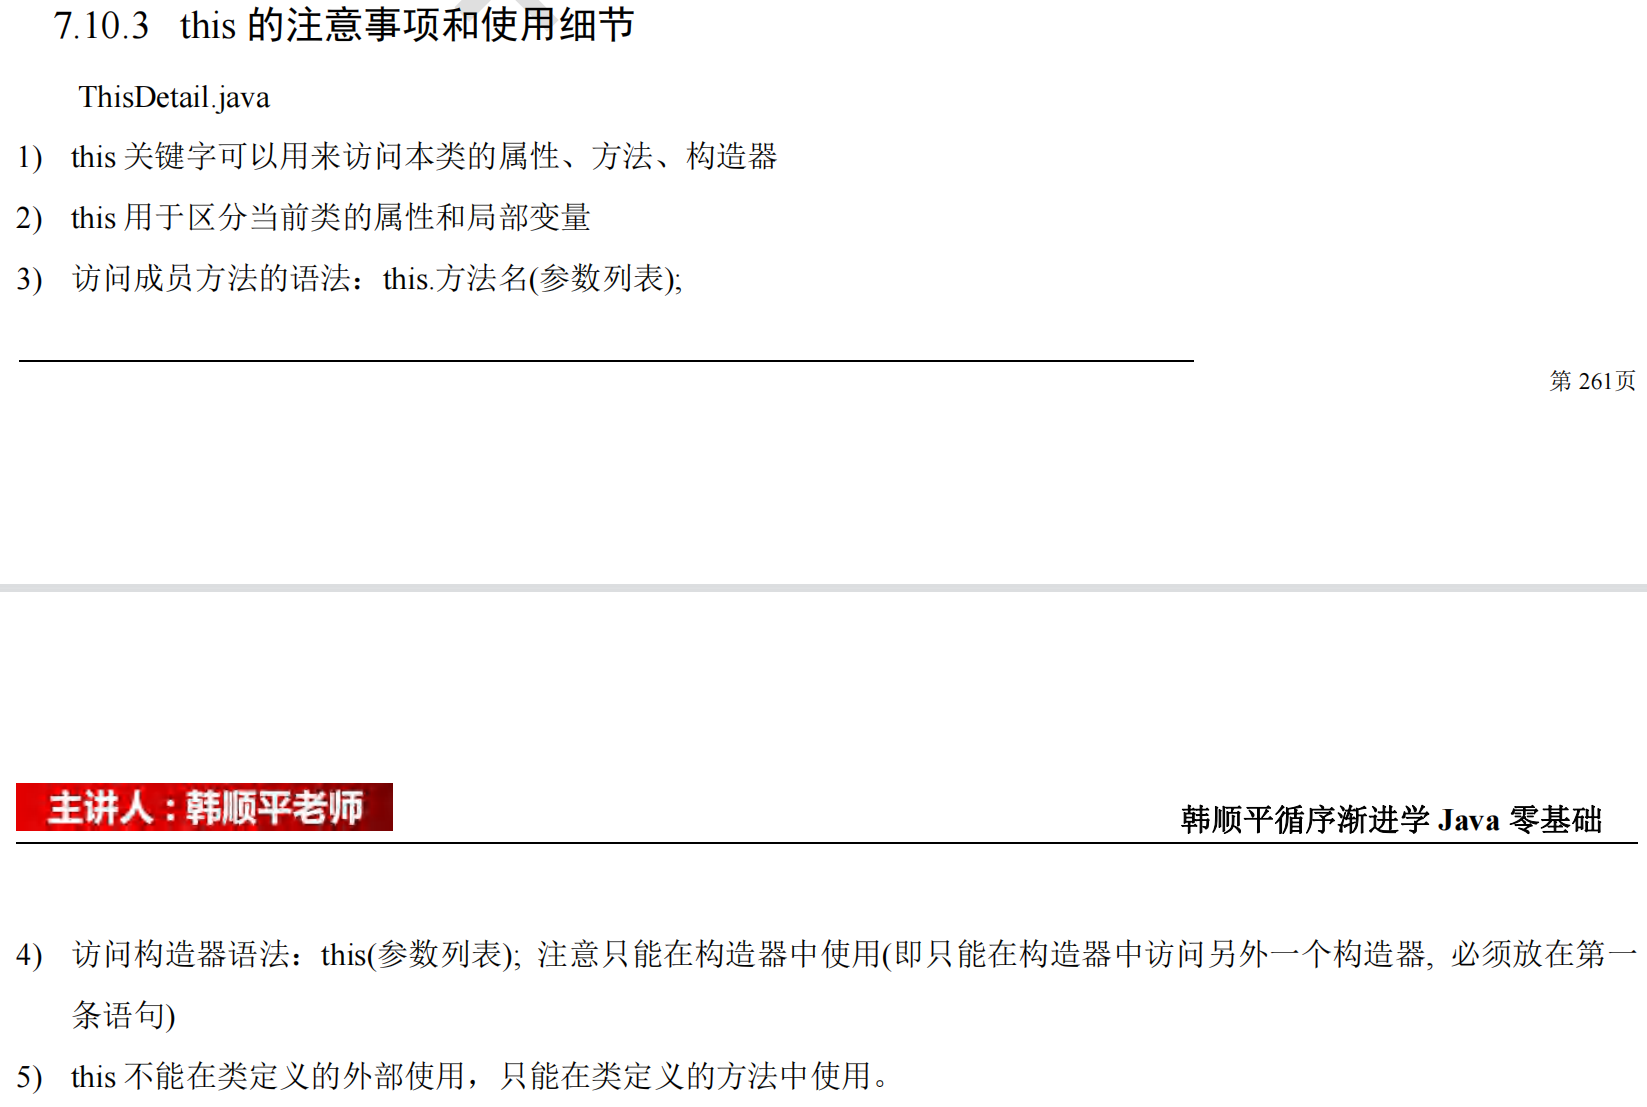 7.10.3 this 的注意事项和使用细节
ThisDetail.java
1) this 关键字可以用来访问本类的属性、方法、构造器
2) this 用于区分当前类的属性和局部变量
3) 访问成员方法的语法：this.方法名(参数列表);
第 261页
主讲人：韩顺平老师
韩顺平循序渐进学 Java 零基础
4) 访问构造器语法：this(参数列表); 注意只能在构造器中使用(即只能在构造器中访问另外一个构造器, 必须放在第一
条语句)
5) this 不能在类定义的外部使用，只能在类定义的方法中使用。